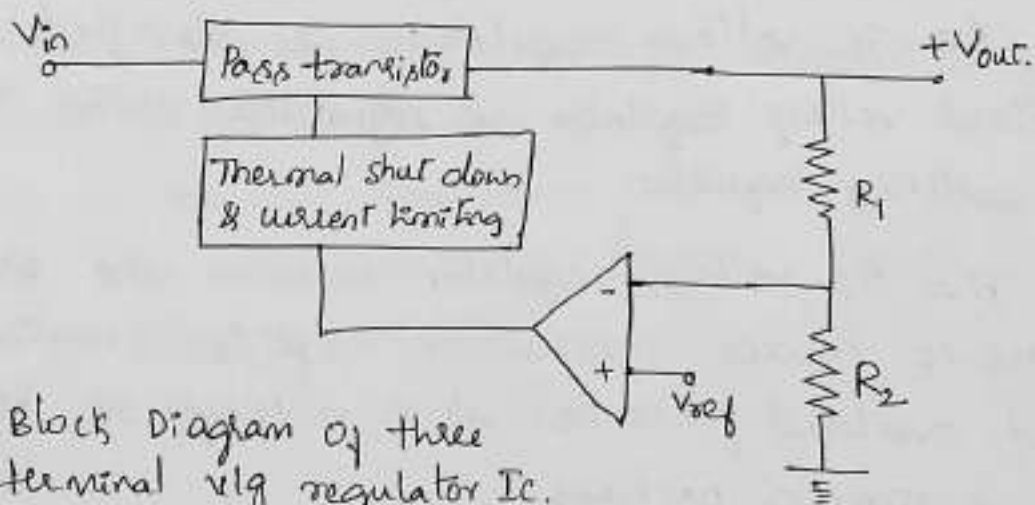 Vin
Pass transistor
+Vout.
Thermal shut down
& current limiting
R1
-
+
Vref
R2
Block Diagram of three
terminal vlg regulator Ic.